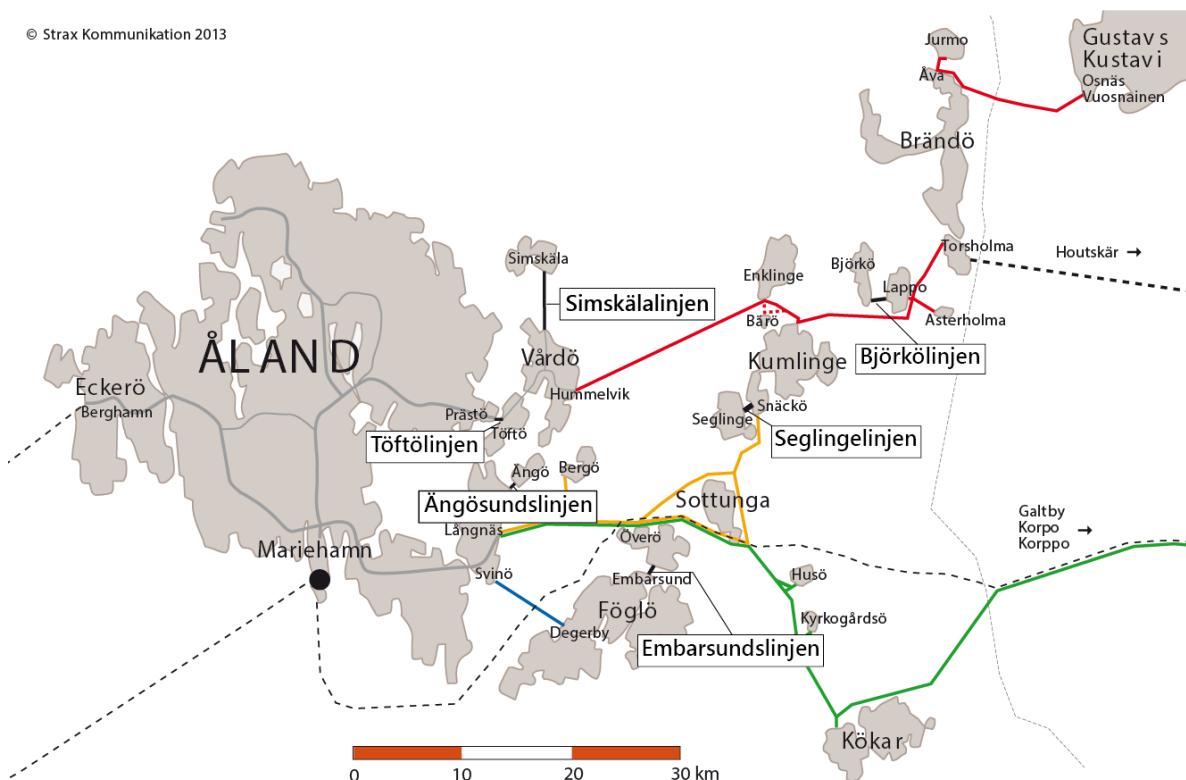 © Strax Kommunikation 2013
Jurmo
Gustavs
Kustavi
Åva
Osnäs
Vuosnainen
Brändö
Simskäla
Enklinge
Björkö
Torsholma
Houtskär →
Lappo
Simskälalinjen
Bärö
Asterholma
ÅLAND
Vårdö
Kumlinge
Björkölinjen
Eckerö
Berghamn
Hummelvik
Prästö
Töftö
Seglinge
Snäckö
Töftölinjen
Seglingelinjen
Ängö
Bergö
Ängösundslinjen
Sottunga
Långnäs
Galtby
Korpo →
Korppo
Överö
Mariehamn
Svinö
Embarsund
Husö
Föglö
Degerby
Kyrkogårdsö
Embarsundslinjen
Kökar
0 10 20 30 km